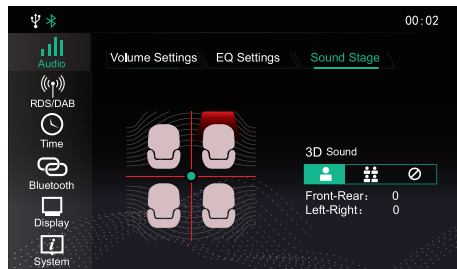 00:02
Audio
Volume Settings EQ Settings Sound Stage
RDS/DAB
Time
3D Sound
Bluetooth
Front-Rear: 0
Left-Right: 0
Display
i
System